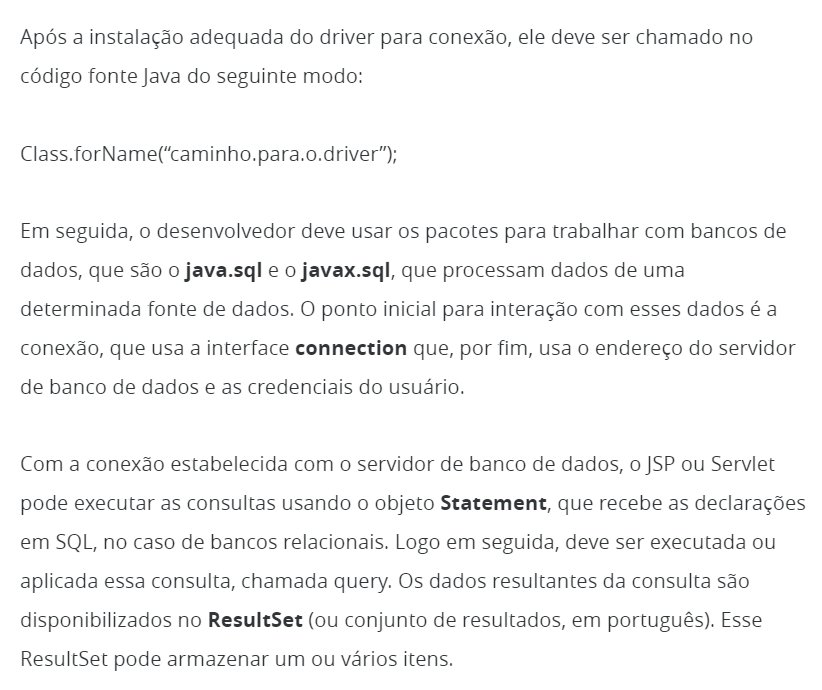 Após a instalação adequada do driver para conexão, ele deve ser chamado no
código fonte Java do seguinte modo:
Class.forName(“caminho.para.o.driver”);
Em seguida, o desenvolvedor deve usar os pacotes para trabalhar com bancos de
dados, que são o java.sql e o javax.sql, que processam dados de uma
determinada fonte de dados. O ponto inicial para interação com esses dados é a
conexão, que usa a interface connection que, por fim, usa o endereço do servidor
de banco de dados e as credenciais do usuário.
Com a conexão estabelecida com o servidor de banco de dados, o JSP ou Servlet
pode executar as consultas usando o objeto Statement, que recebe as declarações
em SQL, no caso de bancos relacionais. Logo em seguida, deve ser executada ou
aplicada essa consulta, chamada query. Os dados resultantes da consulta são
disponibilizados no ResultSet (ou conjunto de resultados, em português). Esse
ResultSet pode armazenar um ou vários itens.